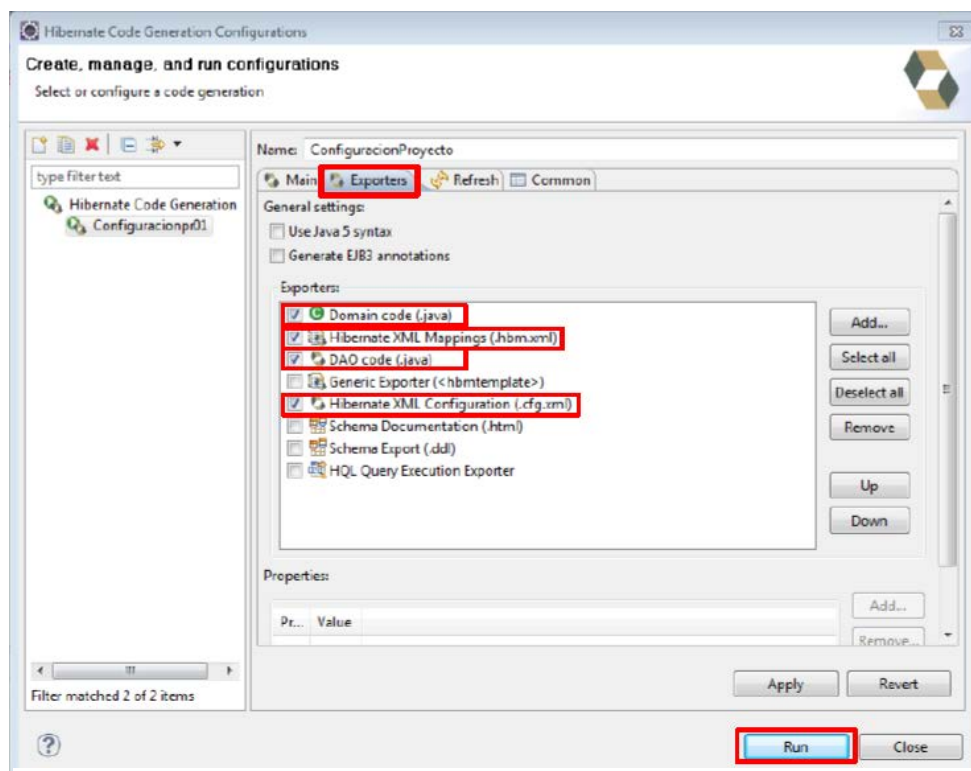 Hibernate Code Generation Configurations
Create, manage, and run configurations
Select or configure a code generation
type filter text
Hibernate Code Generation
Configuracionpr01
Filter matched 2 of 2 items
Name: ConfiguracionProyecto
Main Exporters Refresh Common
General settings:
Use Java 5 syntax
Generate EJB3 annotations
Exporters:
Domain code (.java)
Hibernate XML Mappings (.hbm.xml)
DAO code (.java)
Generic Exporter (<hbmtemplate>)
Hibernate XML Configuration (.cfg.xml)
Schema Documentation (.html)
Schema Export (.ddl)
HQL Query Execution Exporter
Add...
Select all
Deselect all
Remove
Up
Down
Properties:
Pr... Value
Add...
Remove...
Apply Revert
Run Close